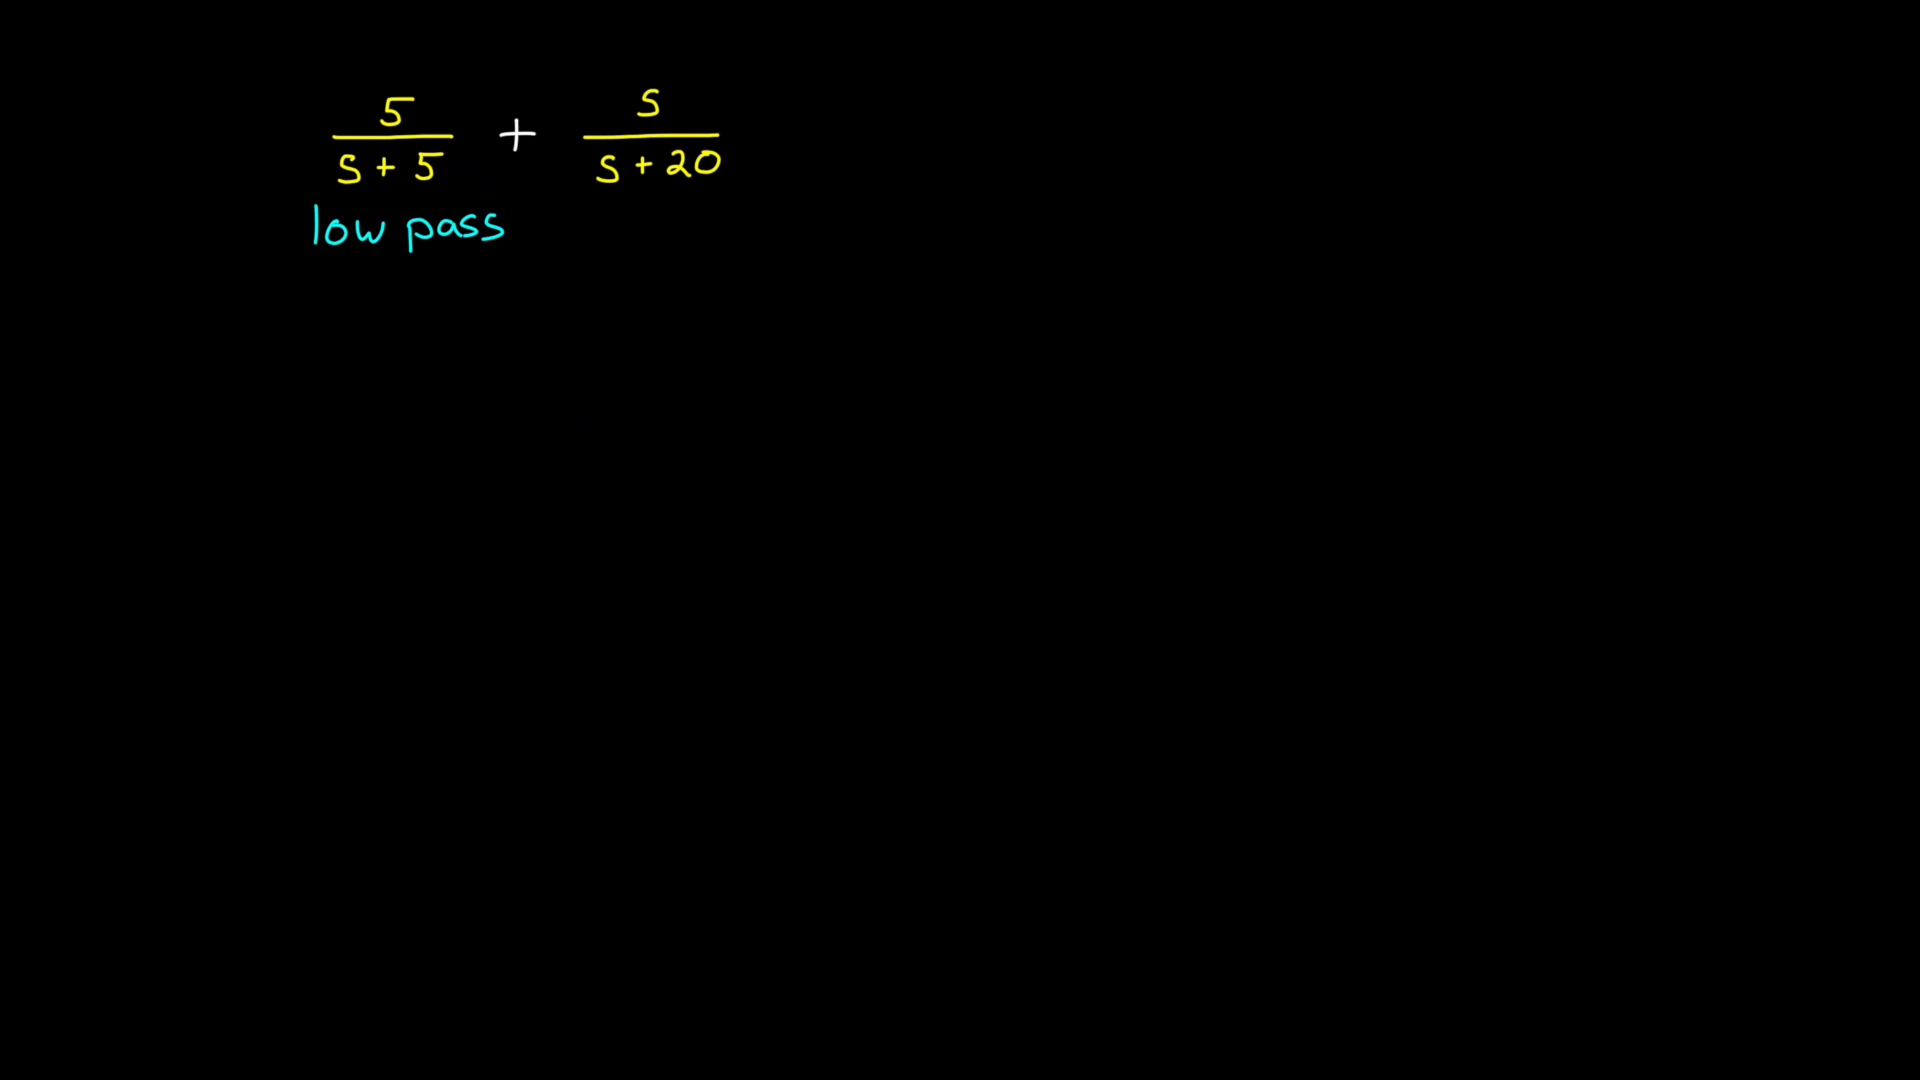 5 / (s + 5) + s / (s + 20)
low pass